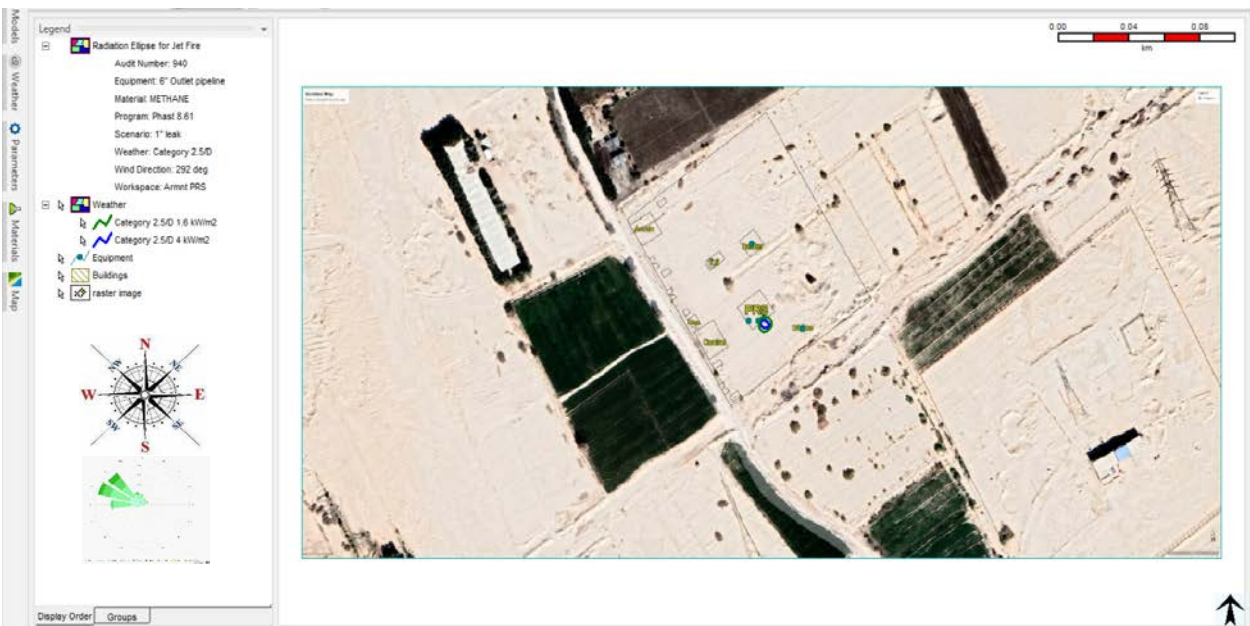 Models
Weather
Parameters
Materials
Map
Legend
Radiation Ellipse for Jet Fire
Audit Number: 940
Equipment: 6" Outlet pipeline
Material: METHANE
Program: Phast 8.61
Scenario: 1" leak
Weather: Category 2.5/D
Wind Direction: 292 deg
Workspace: Armnt PRS
Weather
Category 2.5/D 1.6 kW/m2
Category 2.5/D 4 kW/m2
Equipment
Buildings
raster image
N
NW
NE
W
E
SW
SE
S
Display Order
Groups
0.00 0.04 0.08
km
PRS
Control